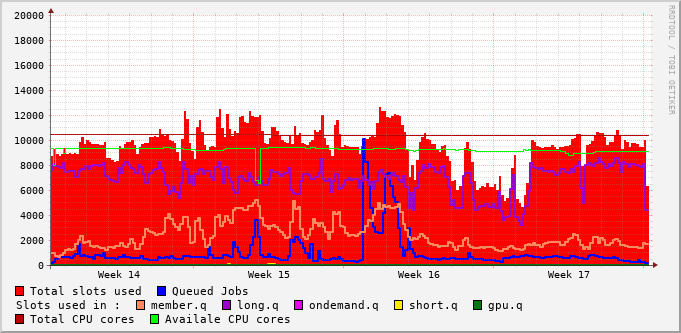 20000
18000
16000
14000
12000
10000
8000
6000
4000
2000
0
Week 14 Week 15 Week 16 Week 17
RRDTOOL / TOBI OETIKER
Total slots used Queued Jobs
Slots used in : member.q long.q ondemand.q short.q gpu.q
Total CPU cores Availale CPU cores